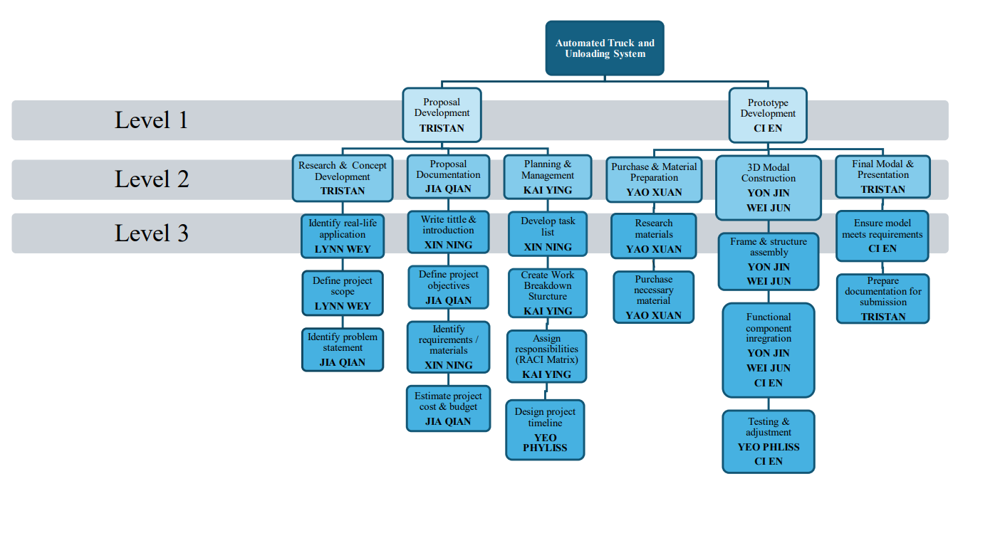 Automated Truck and
Unloading System
Level 1
Proposal
Development
TRISTAN
Prototype
Development
CI EN
Level 2
Research & Concept
Development
TRISTAN
Proposal
Documentation
JIA QIAN
Planning &
Management
KAI YING
Purchase & Material
Preparation
YAO XUAN
3D Modal
Construction
YON JIN
WEI JUN
Final Modal &
Presentation
TRISTAN
Level 3
Identify real-life
application
LYNN WEY
Define project
scope
LYNN WEY
Identify problem
statement
JIA QIAN
Write tittle &
introduction
XIN NING
Define project
objectives
JIA QIAN
Identify
requirements /
materials
XIN NING
Estimate project
cost & budget
JIA QIAN
Develop task
list
XIN NING
Create Work
Breakdown
Sturcture
KAI YING
Assign
responsibilities
(RACI Matrix)
KAI YING
Design project
timeline
YEO
PHYLISS
Research
materials
YAO XUAN
Purchase
necessary
material
YAO XUAN
Frame & structure
assembly
YON JIN
WEI JUN
Functional
component
inregration
YON JIN
WEI JUN
CI EN
Testing &
adjustment
YEO PHLISS
CI EN
Ensure model
meets requirements
CI EN
Prepare
documentation for
submission
TRISTAN